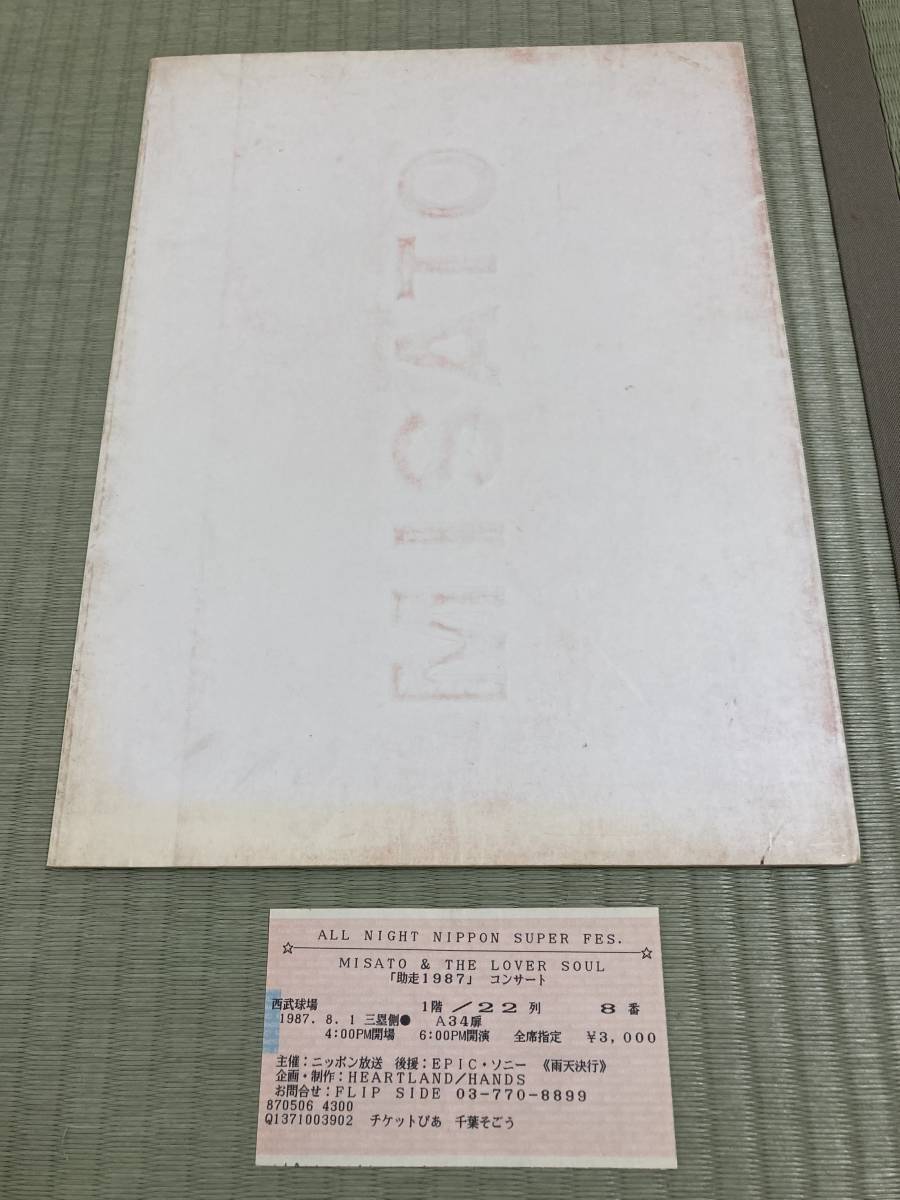 MISATO
ALL NIGHT NIPPON SUPER FES.
MISATO & THE LOVER SOUL
「助走1987」 コンサート
西武球場 1階 / 22 列 8 番
1987. 8. 1 三塁側● A34扉
4:00PM開場 6:00PM開演 全席指定 ¥3,000
主催:ニッポン放送 後援:EPIC・ソニー 《雨天決行》
企画・制作:HEARTLAND/HANDS
お問合せ:FLIP SIDE 03-770-8899
870506 4300
Q1371003902 チケットぴあ 千葉そごう